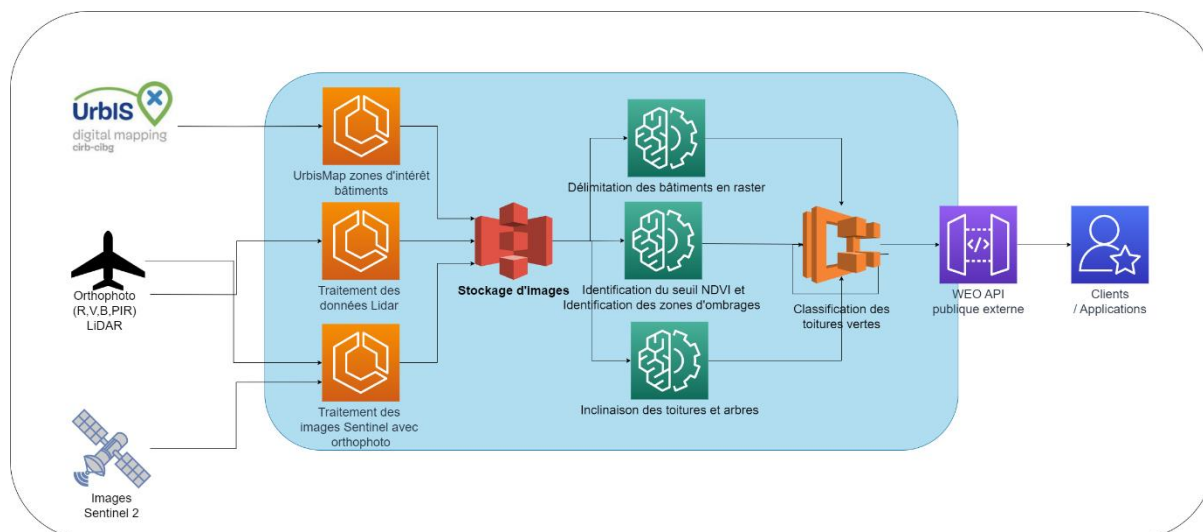 UrbIS
digital mapping
cirb-cibg
UrbisMap zones d'intérêt
bâtiments
Orthophoto
(R,V,B,PIR)
LiDAR
Traitement des
données Lidar
Images
Sentinel 2
Traitement des
images Sentinel avec
orthophoto
Stockage d'images
Délimitation des bâtiments en raster
Identification du seuil NDVI et
Identification des zones d'ombrages
Inclinaison des toitures et arbres
Classification des
toitures vertes
WEO API
publique externe
Clients
/ Applications